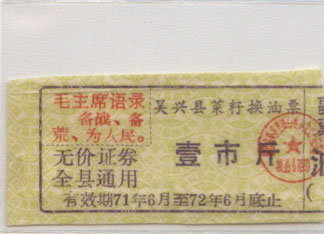 毛主席语录
备战、备
荒、为人民。
吴兴县菜籽换油票
壹市斤
无价证券
全县通用
有效期71年6月至72年6月底止